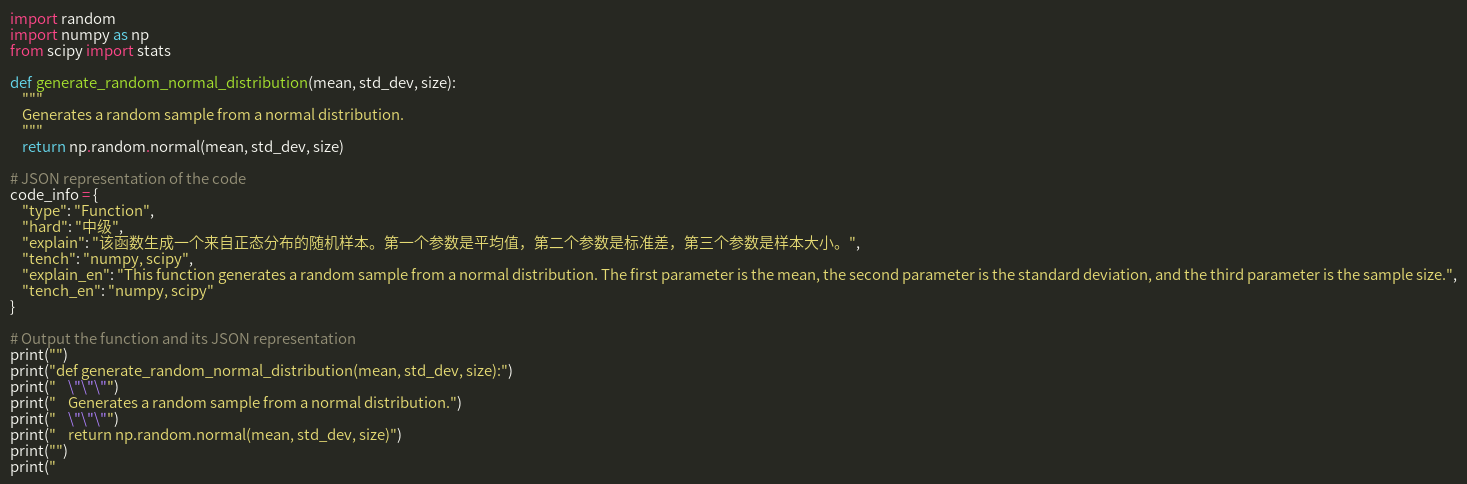 import random
import numpy as np
from scipy import stats

def generate_random_normal_distribution(mean, std_dev, size):
    """
    Generates a random sample from a normal distribution.
    """
    return np.random.normal(mean, std_dev, size)

# JSON representation of the code
code_info = {
    "type": "Function",
    "hard": "中级",
    "explain": "该函数生成一个来自正态分布的随机样本。第一个参数是平均值，第二个参数是标准差，第三个参数是样本大小。",
    "tench": "numpy, scipy",
    "explain_en": "This function generates a random sample from a normal distribution. The first parameter is the mean, the second parameter is the standard deviation, and the third parameter is the sample size.",
    "tench_en": "numpy, scipy"
}

# Output the function and its JSON representation
print("")
print("def generate_random_normal_distribution(mean, std_dev, size):")
print("    \"\"\"")
print("    Generates a random sample from a normal distribution.")
print("    \"\"\"")
print("    return np.random.normal(mean, std_dev, size)")
print("")
print("